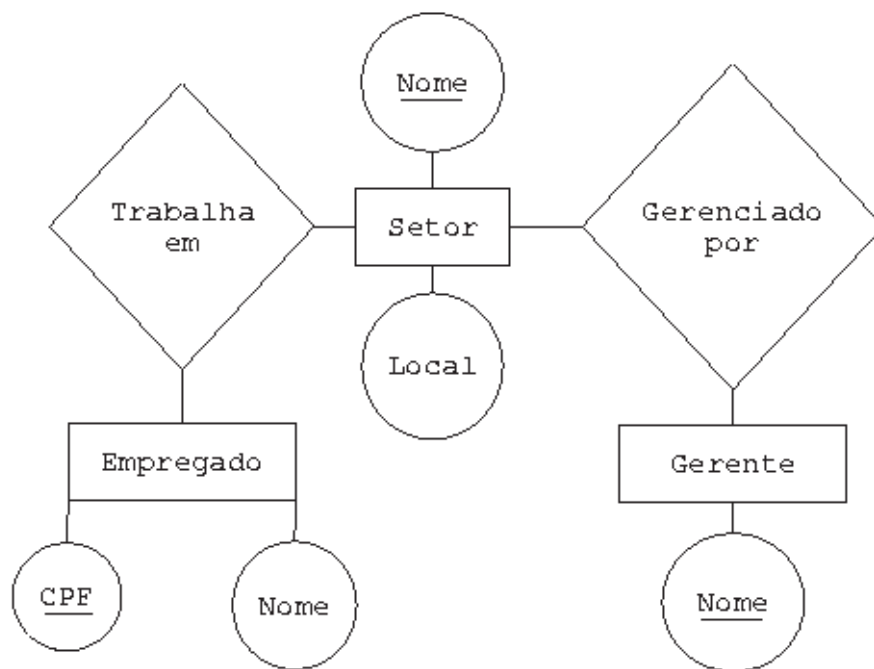 Nome
Trabalha
em
Setor
Gerenciado
por
Local
Empregado
Gerente
CPF
Nome
Nome